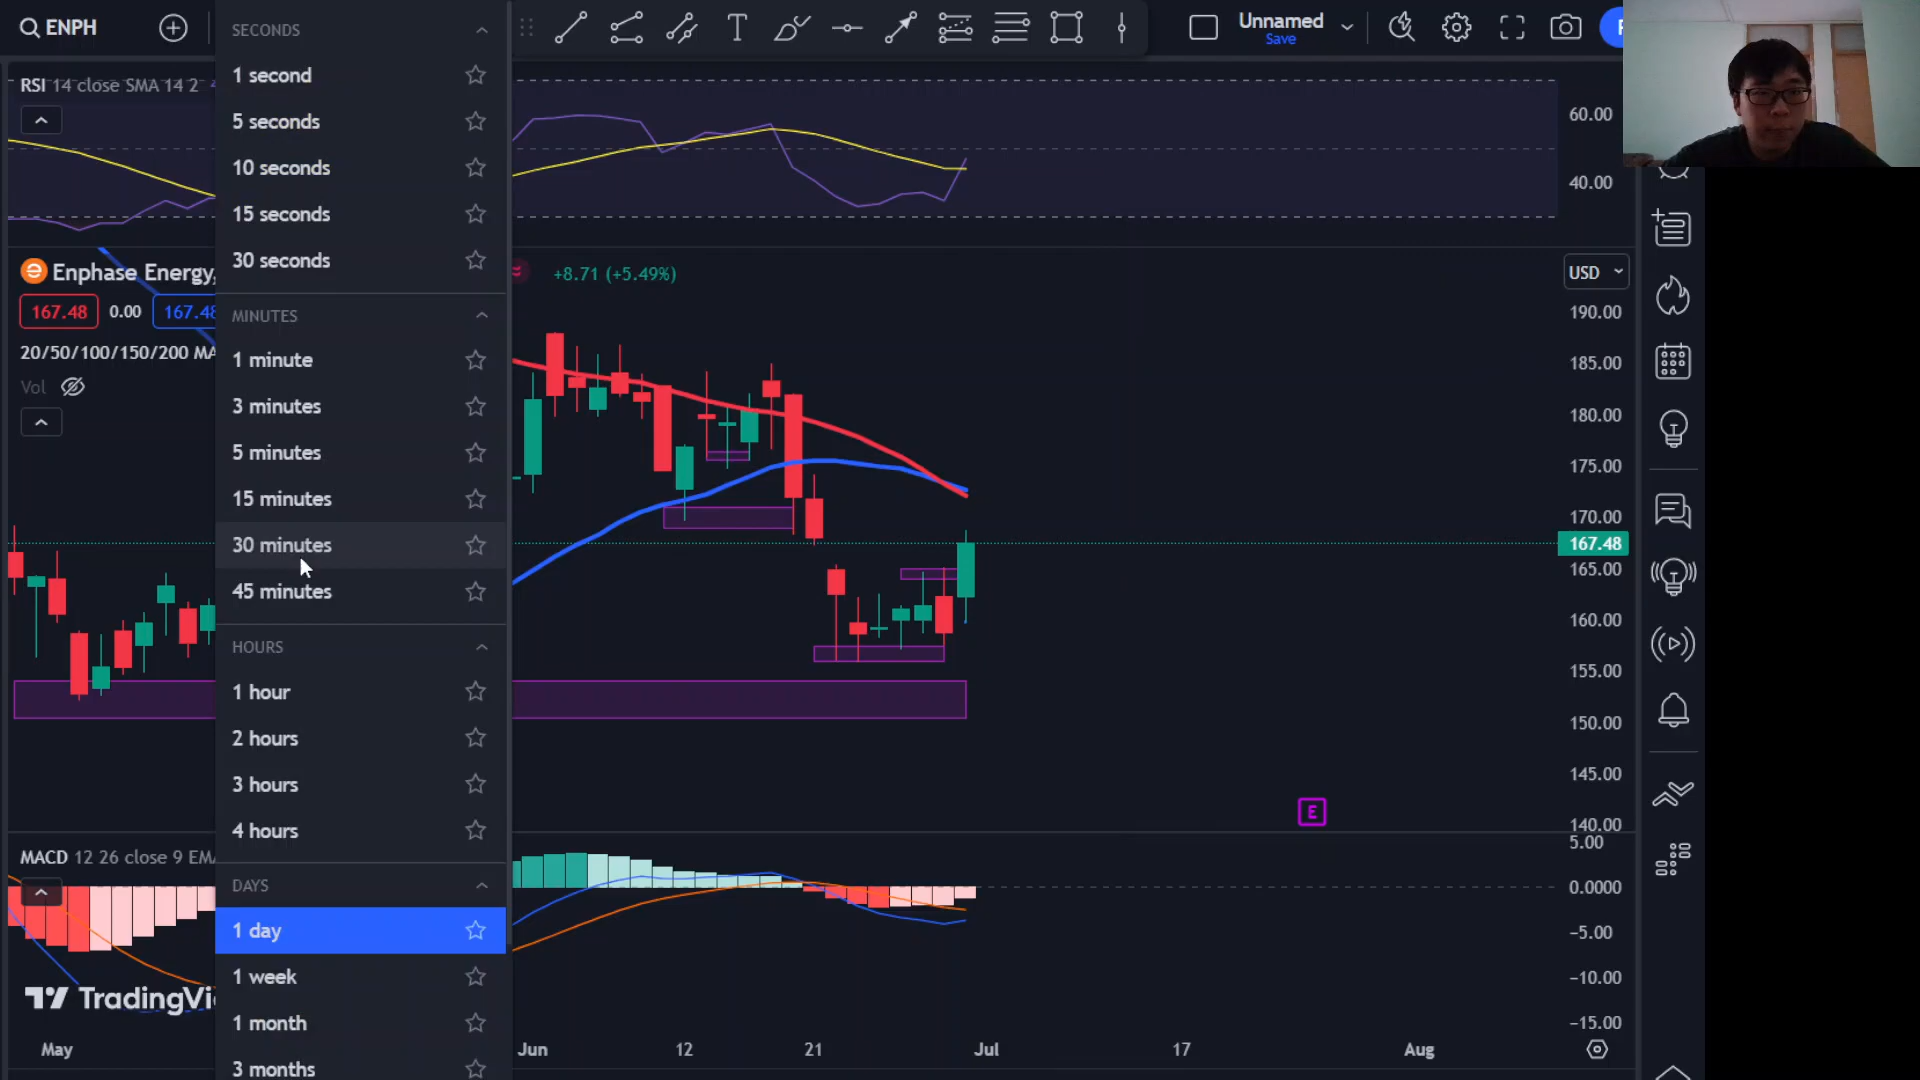 ENPH
SECONDS
1 second
5 seconds
10 seconds
15 seconds
30 seconds
MINUTES
1 minute
3 minutes
5 minutes
15 minutes
30 minutes
45 minutes
HOURS
1 hour
2 hours
3 hours
4 hours
DAYS
1 day
1 week
1 month
3 months
Unnamed
Save
RSI 14 close SMA 14 2
60.00
40.00
Enphase Energy,
+8.71 (+5.49%)
USD
167.48 0.00 167.48
20/50/100/150/200 MA
Vol
190.00
185.00
180.00
175.00
170.00
167.48
165.00
160.00
155.00
150.00
145.00
140.00
E
MACD 12 26 close 9 EMA
5.00
0.0000
−5.00
−10.00
−15.00
TradingVi
May Jun 12 21 Jul 17 Aug